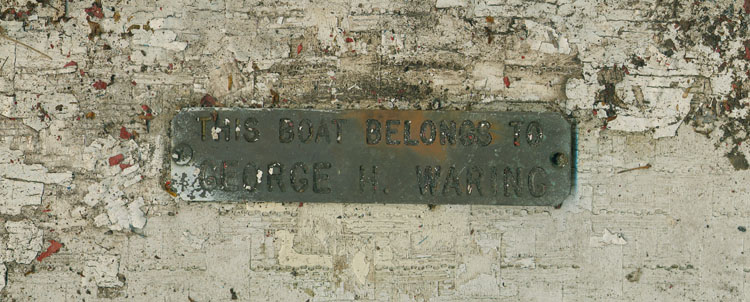 THIS BOAT BELONGS TO
GEORGE H. WARING